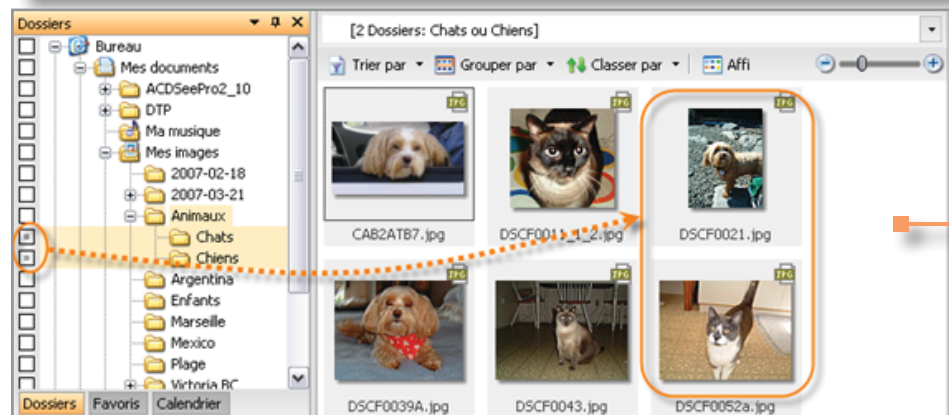 Dossiers
Bureau
Mes documents
ACDSeePro2_10
DTP
Ma musique
Mes images
2007-02-18
2007-03-21
Animaux
Chats
Chiens
Argentina
Enfants
Marseille
Mexico
Plage
Victoria BC
Dossiers Favoris Calendrier
[2 Dossiers: Chats ou Chiens]
Trier par Grouper par Classer par Affi
JPG JPG JPG
CAB2ATB7.jpg DSCF0011_1_2.jpg DSCF0021.jpg
JPG JPG JPG
DSCF0039A.jpg DSCF0043.jpg DSCF0052a.jpg